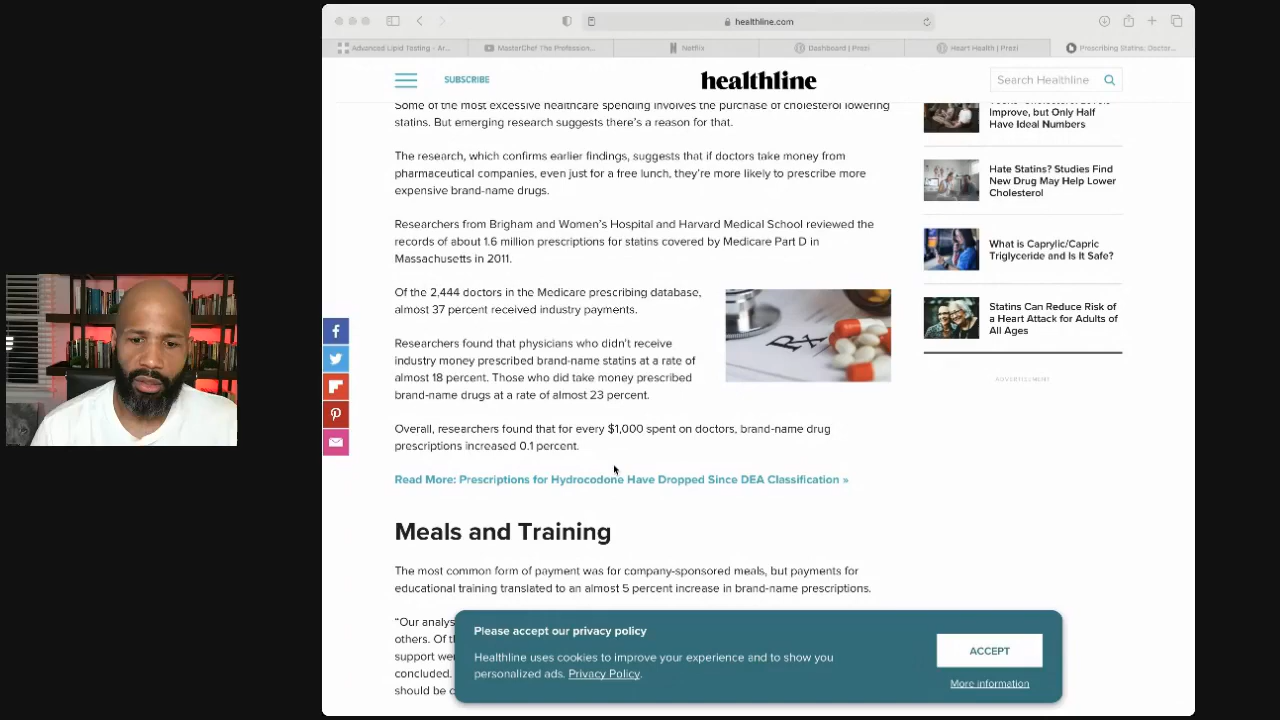 healthline.com
Advanced Lipid Testing - Ar...
MasterChef The Profession...
Netflix
Dashboard | Prezi
Heart Health | Prezi
Prescribing Statins: Doctor...
SUBSCRIBE
healthline
Search Healthline
Some of the most excessive healthcare spending involves the purchase of cholesterol lowering
statins. But emerging research suggests there's a reason for that.
The research, which confirms earlier findings, suggests that if doctors take money from
pharmaceutical companies, even just for a free lunch, they're more likely to prescribe more
expensive brand-name drugs.
Researchers from Brigham and Women's Hospital and Harvard Medical School reviewed the
records of about 1.6 million prescriptions for statins covered by Medicare Part D in
Massachusetts in 2011.
Of the 2,444 doctors in the Medicare prescribing database,
almost 37 percent received industry payments.
Researchers found that physicians who didn't receive
industry money prescribed brand-name statins at a rate of
almost 18 percent. Those who did take money prescribed
brand-name drugs at a rate of almost 23 percent.
Rx
Overall, researchers found that for every $1,000 spent on doctors, brand-name drug
prescriptions increased 0.1 percent.
Read More: Prescriptions for Hydrocodone Have Dropped Since DEA Classification »
Meals and Training
The most common form of payment was for company-sponsored meals, but payments for
educational training translated to an almost 5 percent increase in brand-name prescriptions.
"Our analys
others. Of th
support wer
concluded.
should be c
Improve, but Only Half
Have Ideal Numbers
Hate Statins? Studies Find
New Drug May Help Lower
Cholesterol
What is Caprylic/Capric
Triglyceride and Is It Safe?
Statins Can Reduce Risk of
a Heart Attack for Adults of
All Ages
ADVERTISEMENT
Please accept our privacy policy
Healthline uses cookies to improve your experience and to show you
personalized ads. Privacy Policy.
ACCEPT
More information